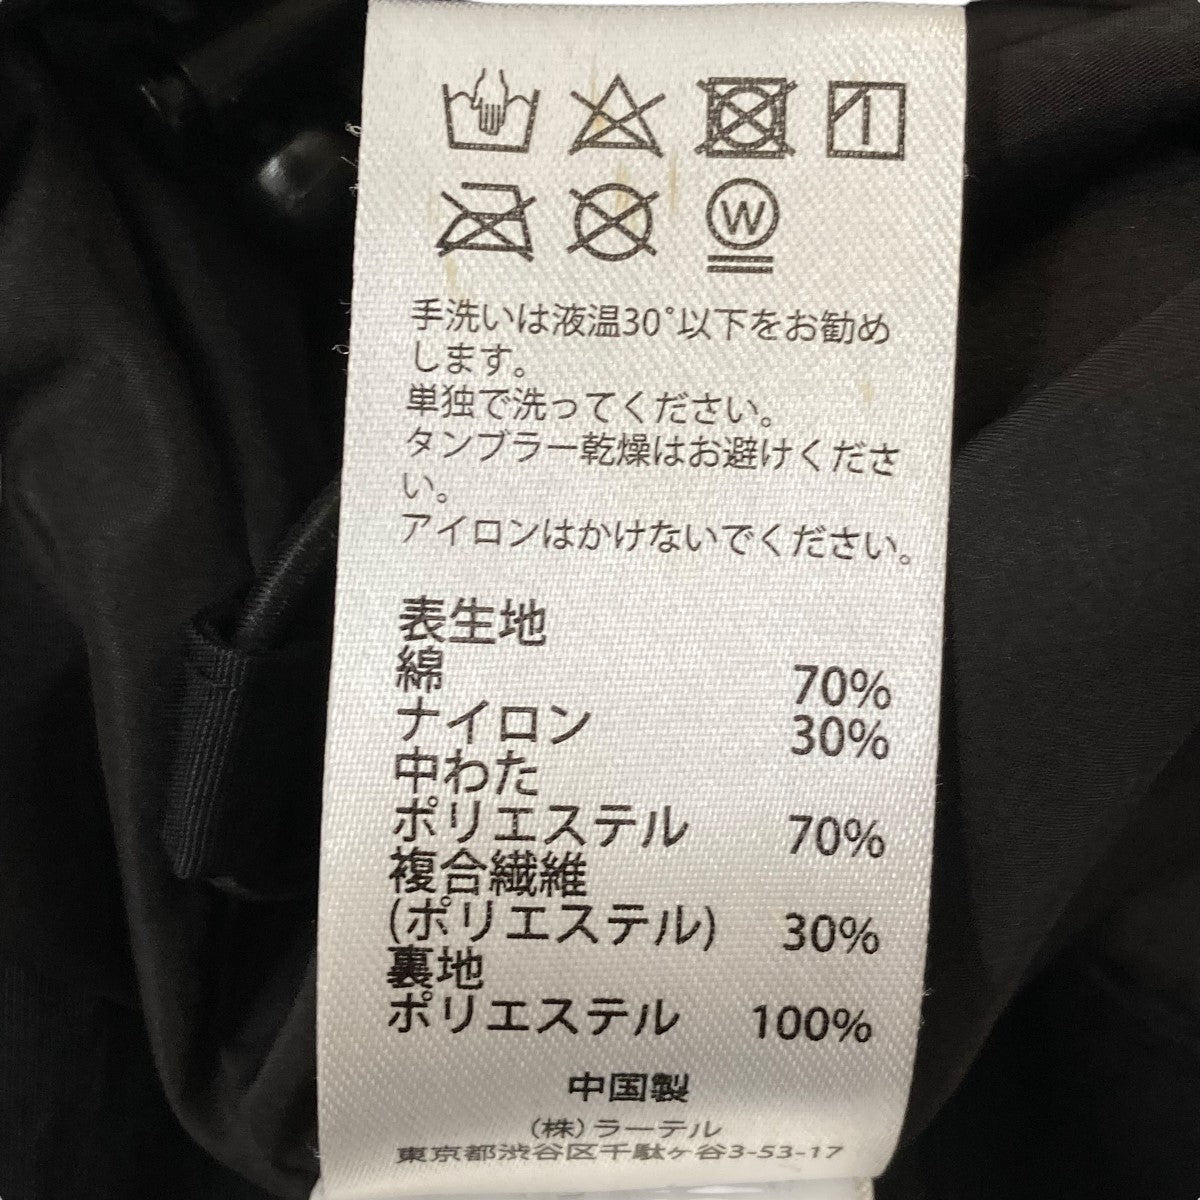 W
手洗いは液温30°以下をお勧め
します。
単独で洗ってください。
タンブラー乾燥はお避けくださ
い。
アイロンはかけないでください。
表生地
綿 70%
ナイロン 30%
中わた
ポリエステル 70%
複合繊維
(ポリエステル) 30%
裏地
ポリエステル 100%
中国製
(株)ラーテル
東京都渋谷区千駄ヶ谷3-53-17